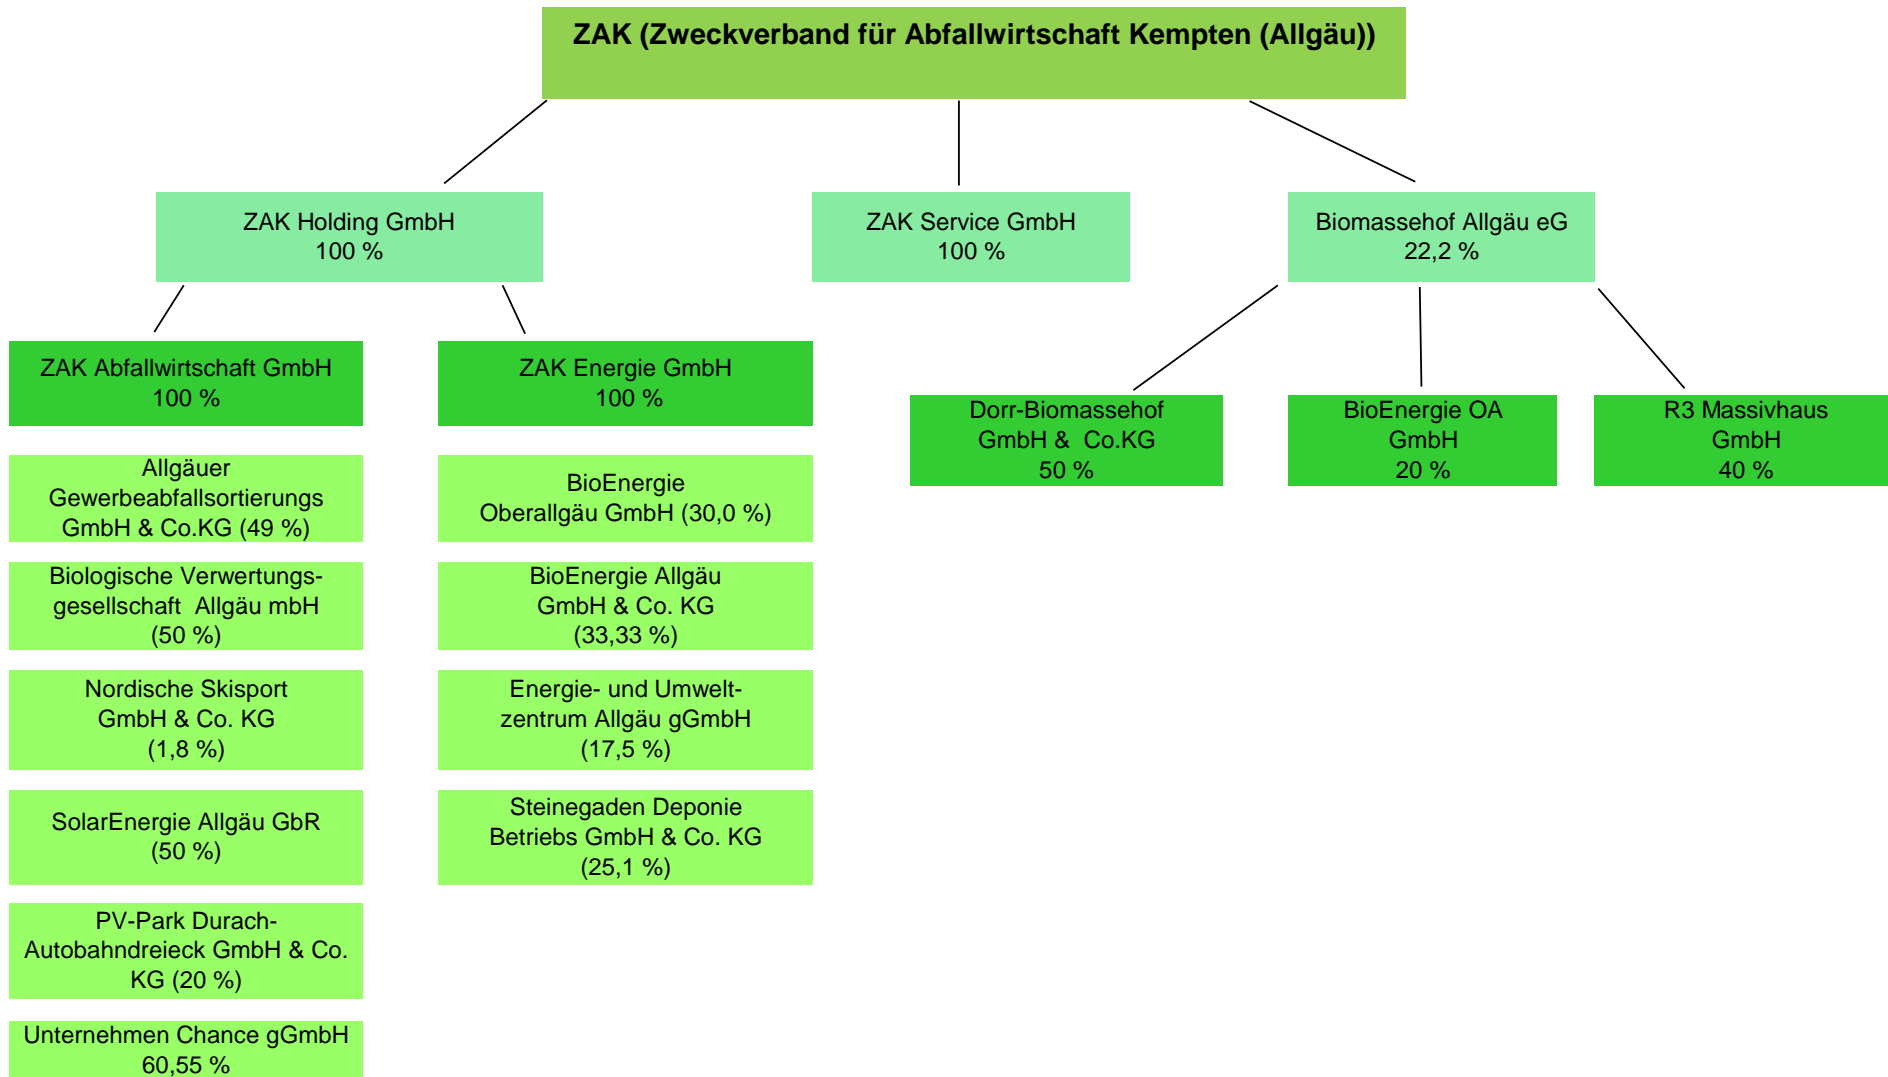 ZAK (Zweckverband für Abfallwirtschaft Kempten (Allgäu))
ZAK Holding GmbH
100 %
ZAK Service GmbH
100 %
Biomassehof Allgäu eG
22,2 %
ZAK Abfallwirtschaft GmbH
100 %
Allgäuer
Gewerbeabfallsortierungs
GmbH & Co.KG (49 %)
Biologische Verwertungs-
gesellschaft Allgäu mbH
(50 %)
Nordische Skisport
GmbH & Co. KG
(1,8 %)
SolarEnergie Allgäu GbR
(50 %)
PV-Park Durach-
Autobahndreieck GmbH & Co.
KG (20 %)
Unternehmen Chance gGmbH
60,55 %
ZAK Energie GmbH
100 %
BioEnergie
Oberallgäu GmbH (30,0 %)
BioEnergie Allgäu
GmbH & Co. KG
(33,33 %)
Energie- und Umwelt-
zentrum Allgäu gGmbH
(17,5 %)
Steinegaden Deponie
Betriebs GmbH & Co. KG
(25,1 %)
Dorr-Biomassehof
GmbH & Co.KG
50 %
BioEnergie OA
GmbH
20 %
R3 Massivhaus
GmbH
40 %